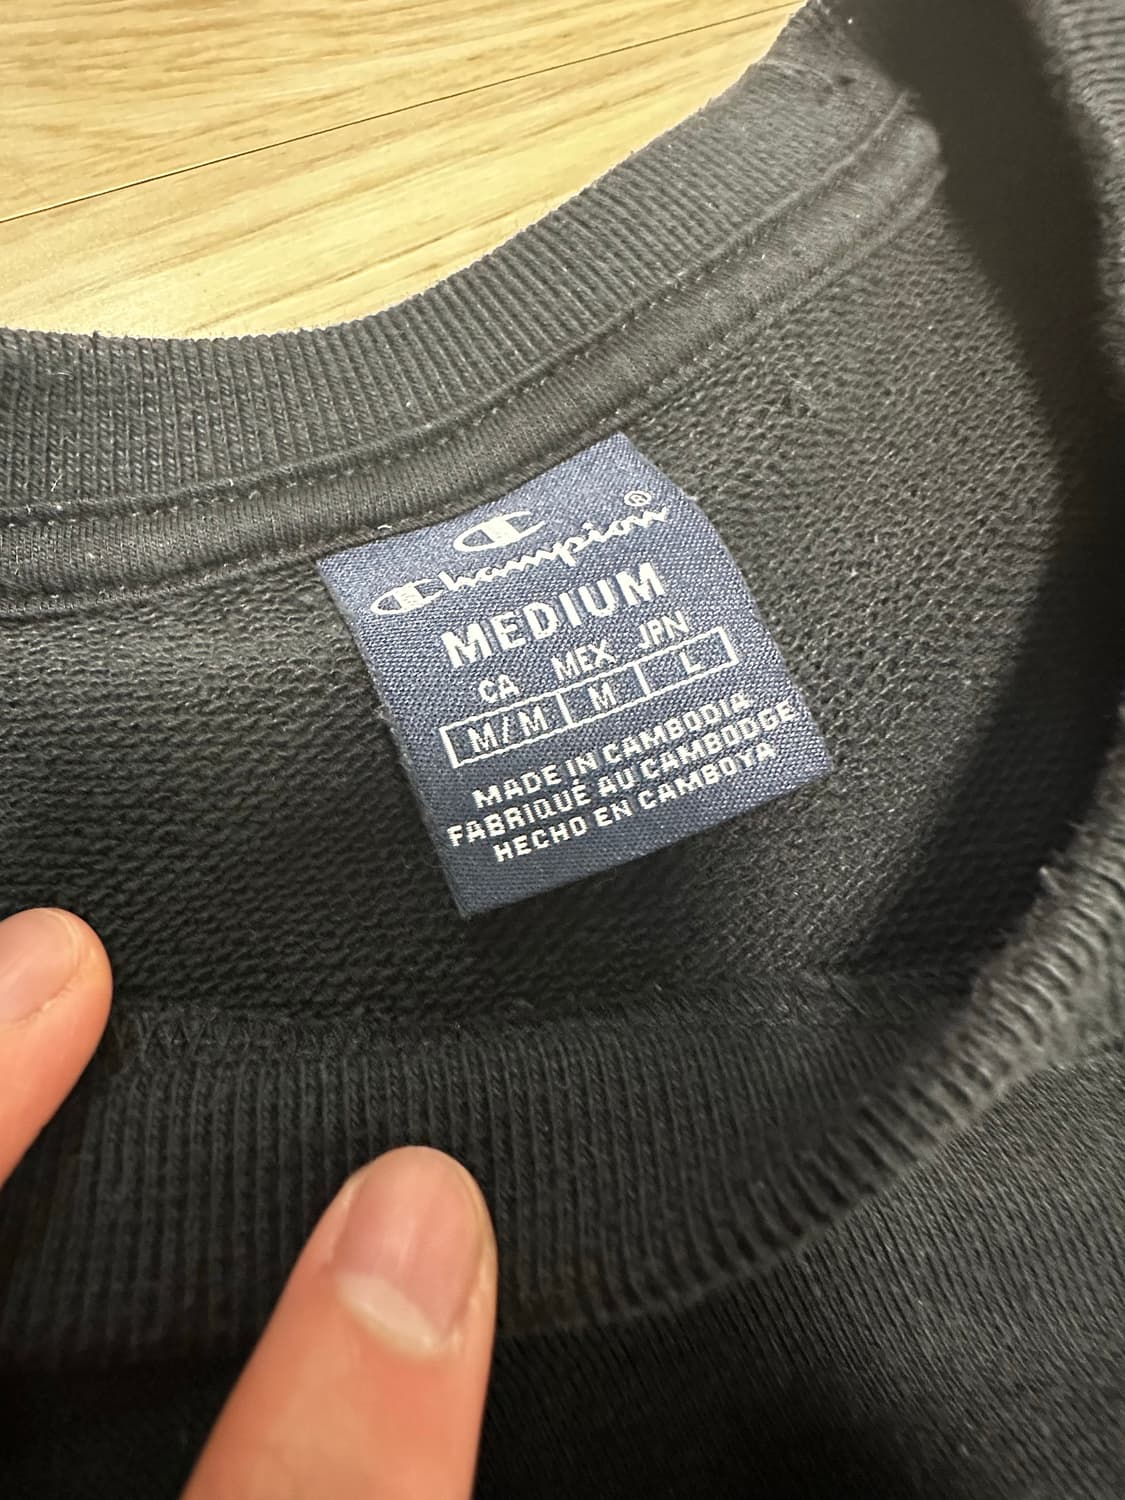 Champion®
MEDIUM
CA MEX JPN
M/M M L
MADE IN CAMBODIA
FABRIQUÉ AU CAMBODGE
HECHO EN CAMBOYA